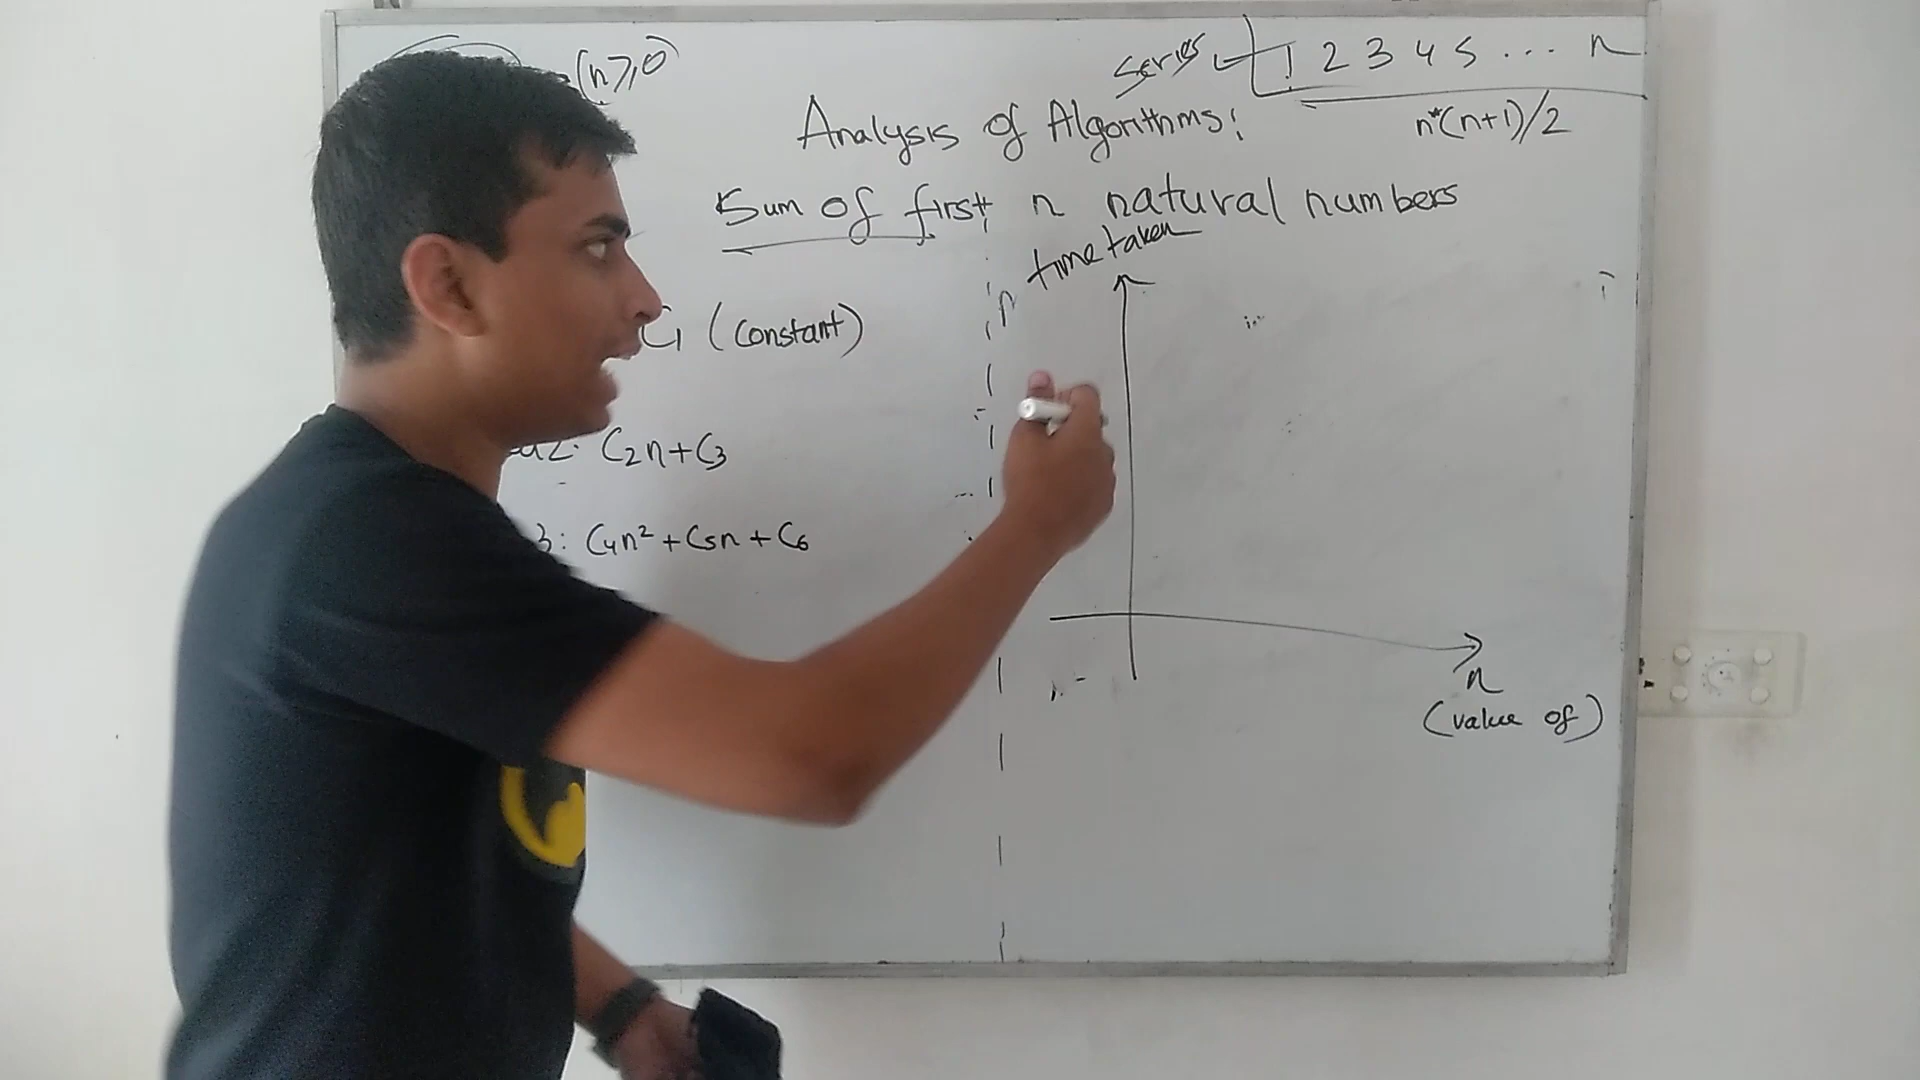 (n≥0)
series 1 2 3 4 5 ... n
n*(n+1)/2
Analysis of Algorithms:
Sum of first n natural numbers
time taken
C1 (constant)
C2n+C3
3: C4n²+C5n+C6
n
(value of)